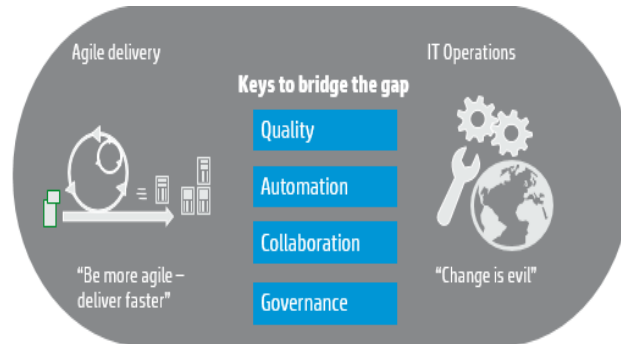 Agile delivery
IT Operations
Keys to bridge the gap
Quality
Automation
Collaboration
Governance
“Be more agile –
deliver faster”
“Change is evil”